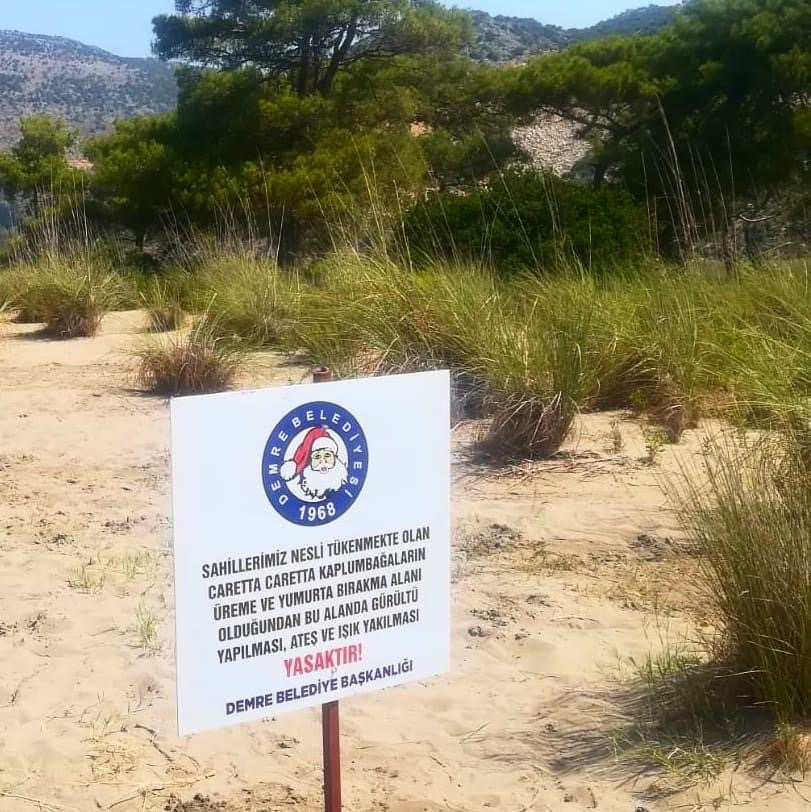 DEMRE BELEDİYESİ
1968
SAHİLLERİMİZ NESLİ TÜKENMEKTE OLAN
CARETTA CARETTA KAPLUMBAĞALARIN
ÜREME VE YUMURTA BIRAKMA ALANI
OLDUĞUNDAN BU ALANDA GÜRÜLTÜ
YAPILMASI, ATEŞ VE IŞIK YAKILMASI
YASAKTIR!
DEMRE BELEDİYE BAŞKANLIĞI